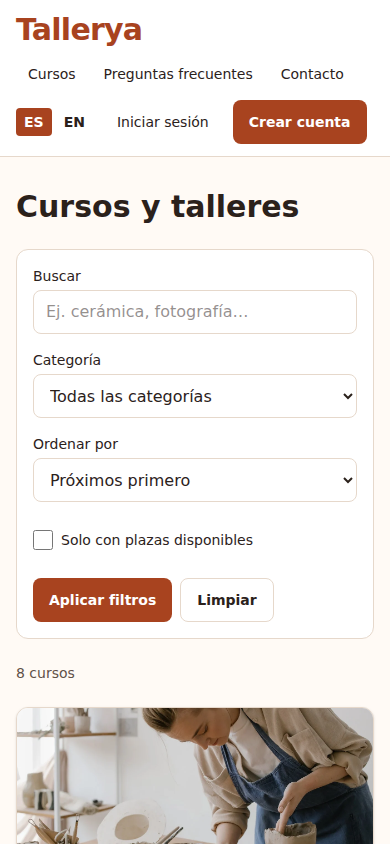 Tallerya
Cursos Preguntas frecuentes Contacto
ES EN Iniciar sesión Crear cuenta
Cursos y talleres
Buscar
Ej. cerámica, fotografía...
Categoría
Todas las categorías
Ordenar por
Próximos primero
Solo con plazas disponibles
Aplicar filtros Limpiar
8 cursos